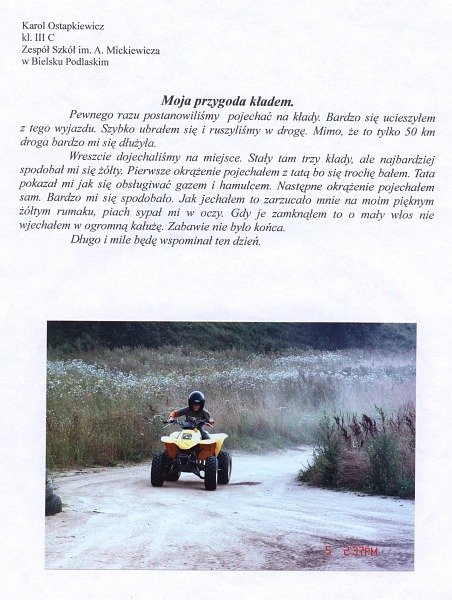 Karol Ostapkiewicz
kl. III C
Zespół Szkół im. A. Mickiewicza
w Bielsku Podlaskim
Moja przygoda kładem.
Pewnego razu postanowiliśmy pojechać na kłady. Bardzo się ucieszyłem
z tego wyjazdu. Szybko ubrałem się i ruszyliśmy w drogę. Mimo, że to tylko 50 km
droga bardzo mi się dłużyła.
Wreszcie dojechaliśmy na miejsce. Stały tam trzy kłady, ale najbardziej
spodobał mi się żółty. Pierwsze okrążenie pojechałem z tatą bo się trochę bałem. Tata
pokazał mi jak się obsługiwać gazem i hamulcem. Następne okrążenie pojechałem
sam. Bardzo mi się spodobało. Jak jechałem to zarzucało mnie na moim pięknym
żółtym rumaku, piach sypał mi w oczy. Gdy je zamknąłem to o mały włos nie
wjechałem w ogromną kałużę. Zabawie nie było końca.
Długo i mile będę wspominał ten dzień.